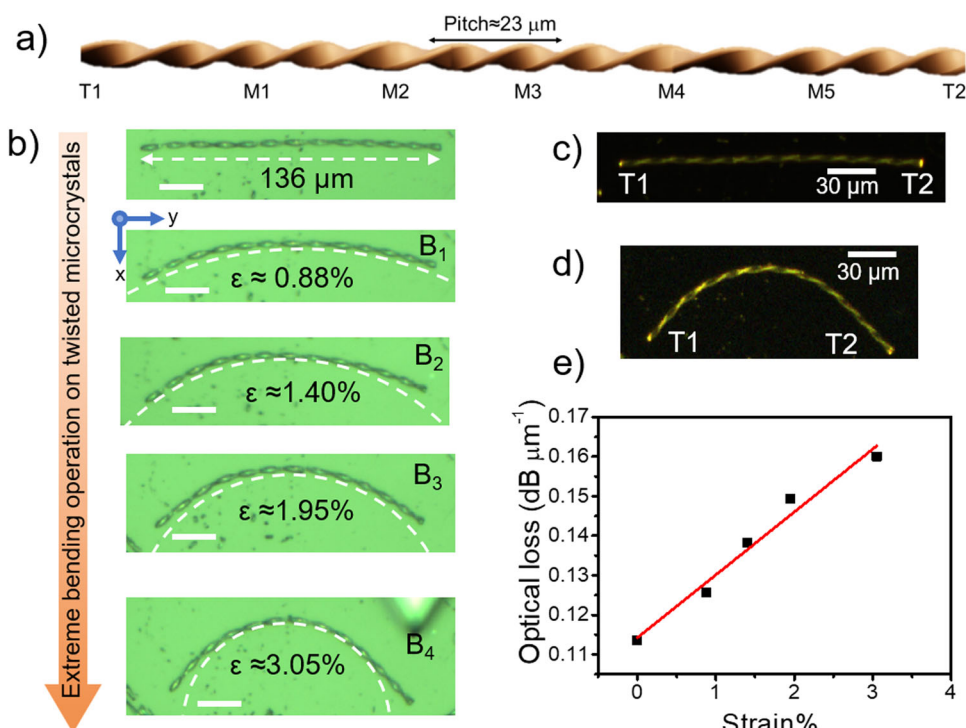 a)
Pitch≈23 μm
T1 M1 M2 M3 M4 M5 T2
b)
Extreme bending operation on twisted microcrystals
136 μm
y
x
B1
ε ≈ 0.88%
B2
ε ≈1.40%
B3
ε ≈1.95%
B4
ε ≈3.05%
c)
T1
30 μm
T2
d)
30 μm
T1
T2
e)
Optical loss (dB μm⁻¹)
0.17
0.16
0.15
0.14
0.13
0.12
0.11
0 1 2 3 4
Strain%